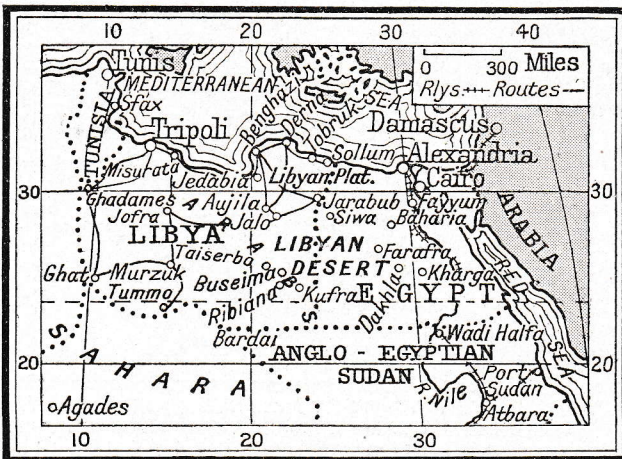 10 20 30 40
Tunis
MEDITERRANEAN SEA
0 300 Miles
Rlys. Routes
Sfax
TUNISIA
Benghazi
Derna
Tobruk
Damascus
Tripoli
Sollum
Alexandria
Misurata
Jedabia
Libyan Plat.
Cairo
30 30
Ghadames
Aujila
Jarabub
Fayyum
ARABIA
Jofra
Jalo
Siwa
Baharia
ARABS
LIBYA
LIBYAN
DESERT
Taiserbo
Farafra
Ghat
Murzuk
Buseima
Kharga
RED SEA
Tummo
Ribiana
Kufra
EGYPT
Dakhla
Bardai
Wadi Halfa
SAHARA
ANGLO-EGYPTIAN
SUDAN
20 20
R. Nile
Port
Sudan
Agades
Atbara
10 20 30